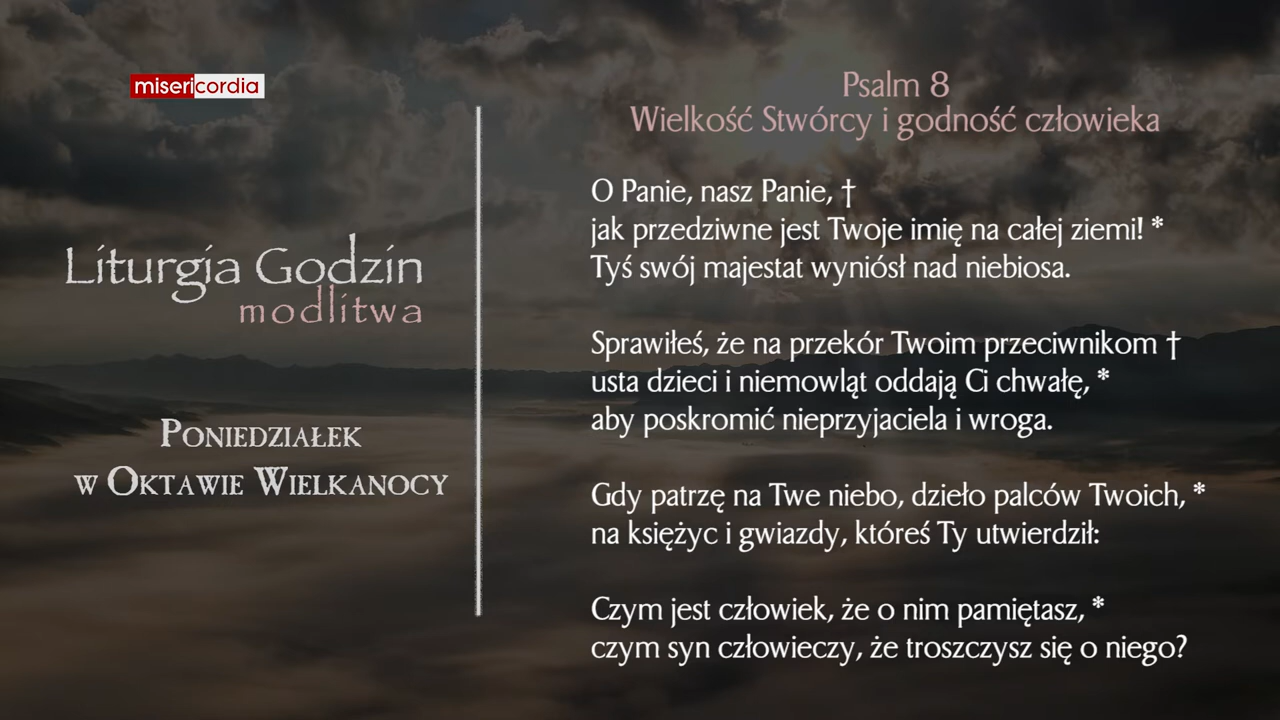 misericordia
Liturgia Godzin
modlitwa
Poniedziałek
w Oktawie Wielkanocy
Psalm 8
Wielkość Stwórcy i godność człowieka
O Panie, nasz Panie, †
jak przedziwne jest Twoje imię na całej ziemi! *
Tyś swój majestat wyniósł nad niebiosa.
Sprawiłeś, że na przekór Twoim przeciwnikom †
usta dzieci i niemowląt oddają Ci chwałę, *
aby poskromić nieprzyjaciela i wroga.
Gdy patrzę na Twe niebo, dzieło palców Twoich, *
na księżyc i gwiazdy, któreś Ty utwierdził:
Czym jest człowiek, że o nim pamiętasz, *
czym syn człowieczy, że troszczysz się o niego?